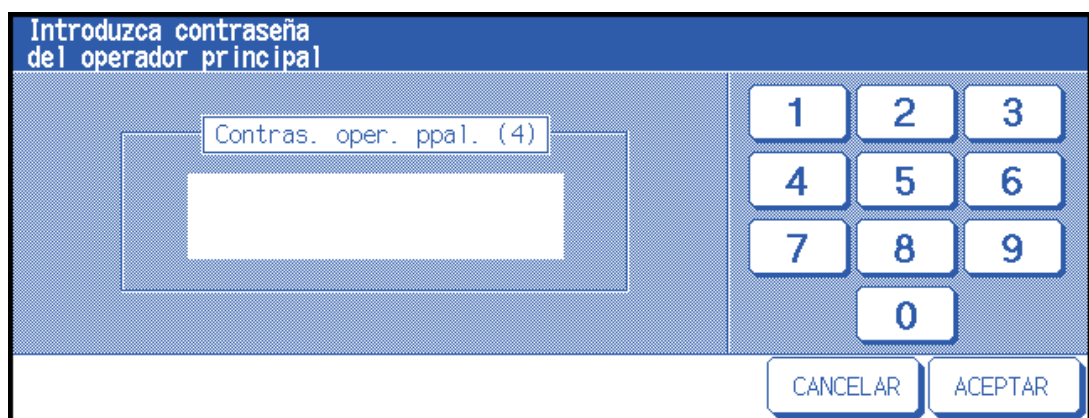 Introduzca contraseña
del operador principal
Contras. oper. ppal. (4)
1 2 3
4 5 6
7 8 9
0
CANCELAR ACEPTAR